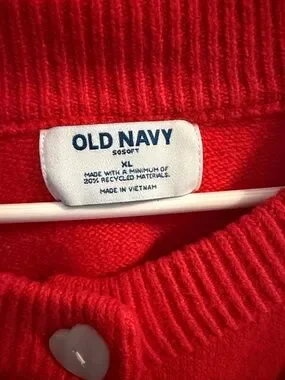 OLD NAVY
SOSOFT
XL
MADE WITH A MINIMUM OF
20% RECYCLED MATERIALS.
MADE IN VIETNAM